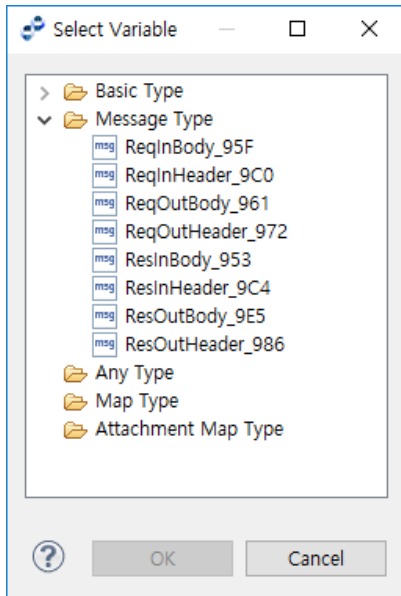 Select Variable
Basic Type
Message Type
msg ReqInBody_95F
msg ReqInHeader_9C0
msg ReqOutBody_961
msg ReqOutHeader_972
msg ResInBody_953
msg ResInHeader_9C4
msg ResOutBody_9E5
msg ResOutHeader_986
Any Type
Map Type
Attachment Map Type
? OK Cancel